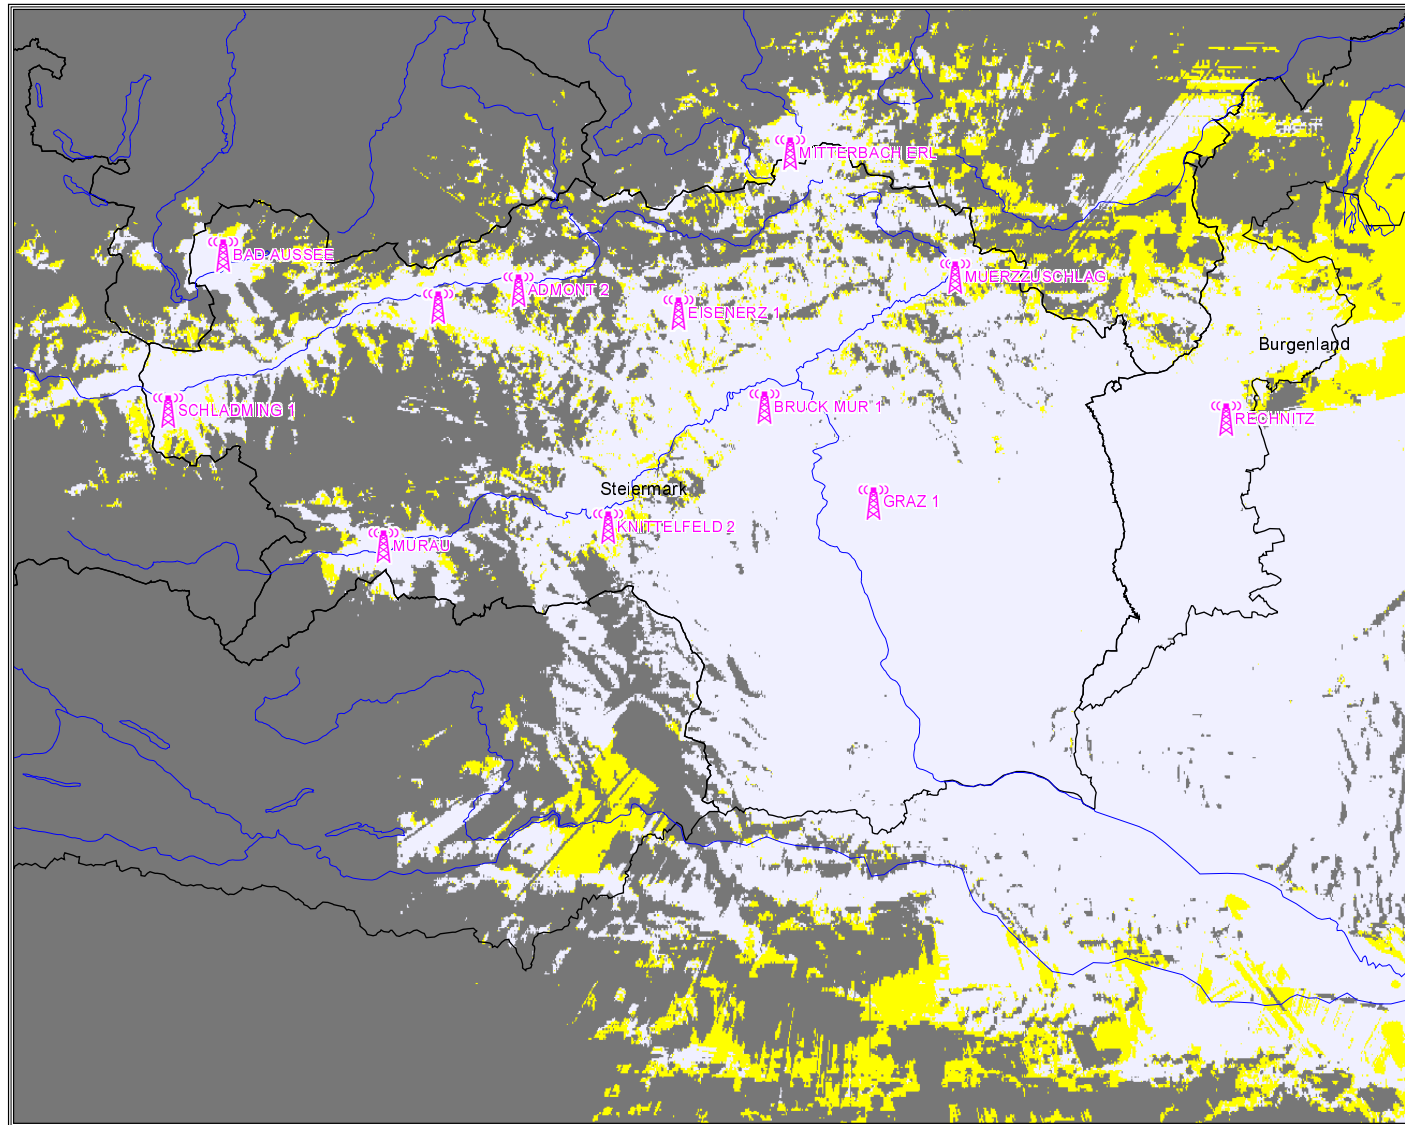 MITTERBACH ERL
BAD AUSSEE
MUERZZUSCHLAG
ADMONT 2
EISENERZ 1
Burgenland
SCHLADMING 1
BRUCK MUR 1
RECHNITZ
Steiermark
GRAZ 1
KNITTELFELD 2
MURAU